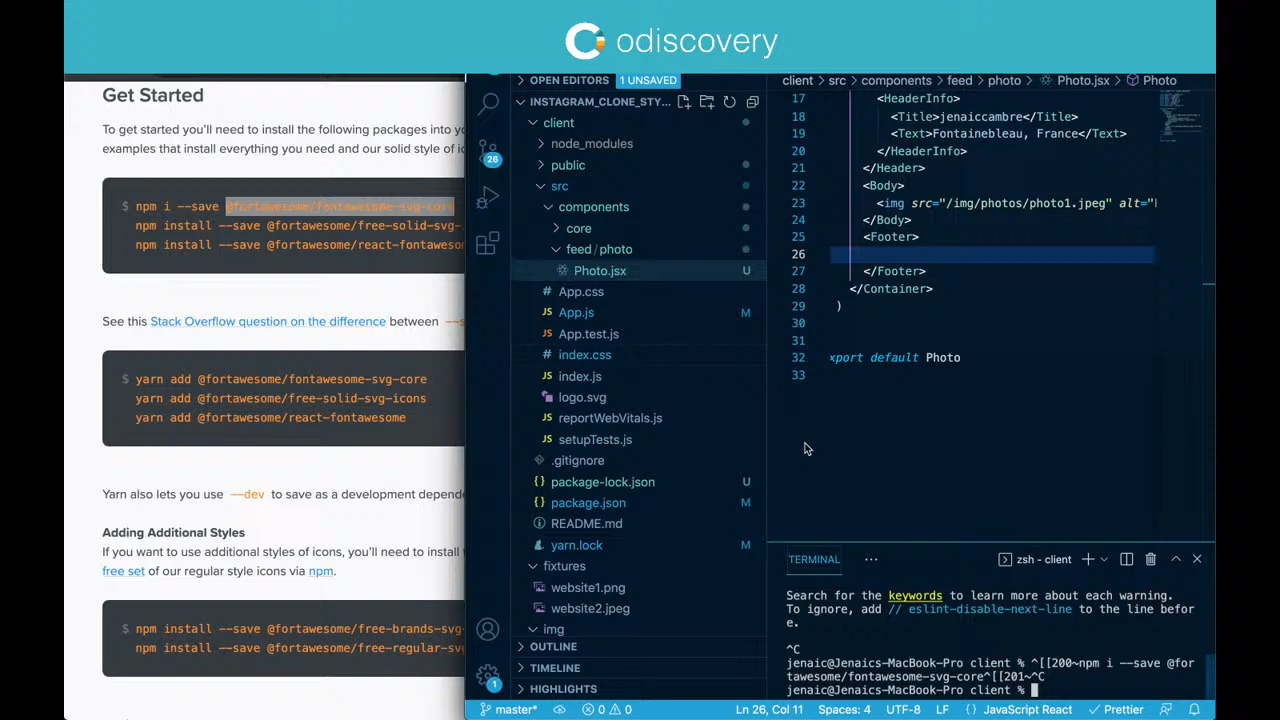 odiscovery
Get Started
To get started you'll need to install the following packages into yo
examples that install everything you need and our solid style of ic
$ npm i --save @fortawesome/fontawesome-svg-core
npm install --save @fortawesome/free-solid-svg-
npm install --save @fortawesome/react-fontaweso
See this Stack Overflow question on the difference between --s
$ yarn add @fortawesome/fontawesome-svg-core
yarn add @fortawesome/free-solid-svg-icons
yarn add @fortawesome/react-fontawesome
Yarn also lets you use --dev to save as a development depende
Adding Additional Styles
If you want to use additional styles of icons, you'll need to install t
free set of our regular style icons via npm.
$ npm install --save @fortawesome/free-brands-svg-
npm install --save @fortawesome/free-regular-svg
OPEN EDITORS 1 UNSAVED
INSTAGRAM_CLONE_STY...
client
node_modules
public
src
components
core
feed / photo
Photo.jsx U
App.css
JS App.js M
JS App.test.js
index.css
JS index.js
logo.svg
JS reportWebVitals.js
JS setupTests.js
.gitignore
{} package-lock.json U
{} package.json M
README.md
yarn.lock M
fixtures
website1.png
website2.jpeg
img
OUTLINE
TIMELINE
HIGHLIGHTS
26
1
client > src > components > feed > photo > Photo.jsx > Photo
17 <HeaderInfo>
18 <Title>jenaiccambre</Title>
19 <Text>Fontainebleau, France</Text>
20 </HeaderInfo>
21 </Header>
22 <Body>
23 <img src="/img/photos/photo1.jpeg" alt="
24 </Body>
25 <Footer>
26
27 </Footer>
28 </Container>
29 )
30
31
32 xport default Photo
33
TERMINAL ... zsh - client
Search for the keywords to learn more about each warning.
To ignore, add // eslint-disable-next-line to the line befor
e.
^C
jenaic@Jenaics-MacBook-Pro client % ^[[200~npm i --save @for
tawesome/fontawesome-svg-core^[[201~^C
jenaic@Jenaics-MacBook-Pro client %
master* 0 0 Ln 26, Col 11 Spaces: 4 UTF-8 LF {} JavaScript React Prettier